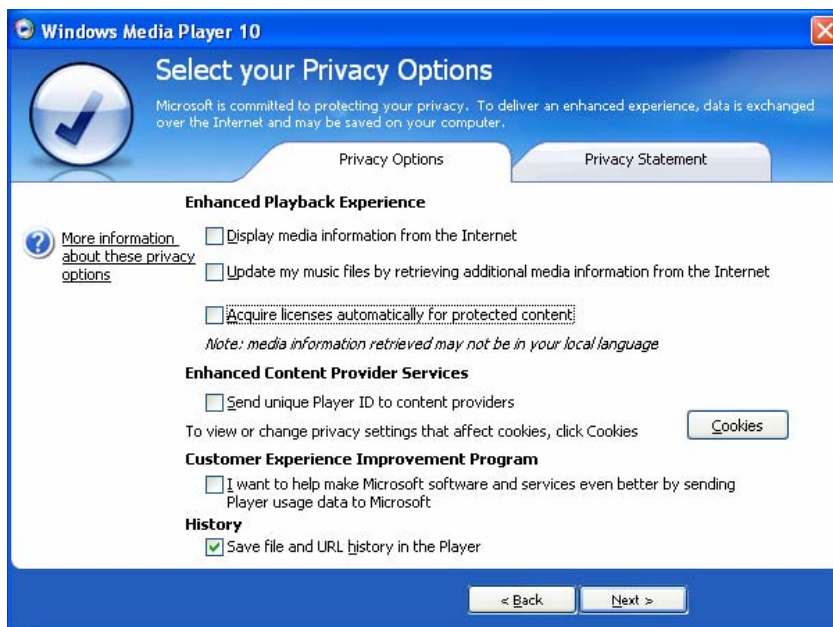 Windows Media Player 10
Select your Privacy Options
Microsoft is committed to protecting your privacy. To deliver an enhanced experience, data is exchanged
over the Internet and may be saved on your computer.
Privacy Options
Privacy Statement
More information
about these privacy
options
Enhanced Playback Experience
Display media information from the Internet
Update my music files by retrieving additional media information from the Internet
Acquire licenses automatically for protected content
Note: media information retrieved may not be in your local language
Enhanced Content Provider Services
Send unique Player ID to content providers
To view or change privacy settings that affect cookies, click Cookies
Cookies
Customer Experience Improvement Program
I want to help make Microsoft software and services even better by sending
Player usage data to Microsoft
History
Save file and URL history in the Player
< Back
Next >